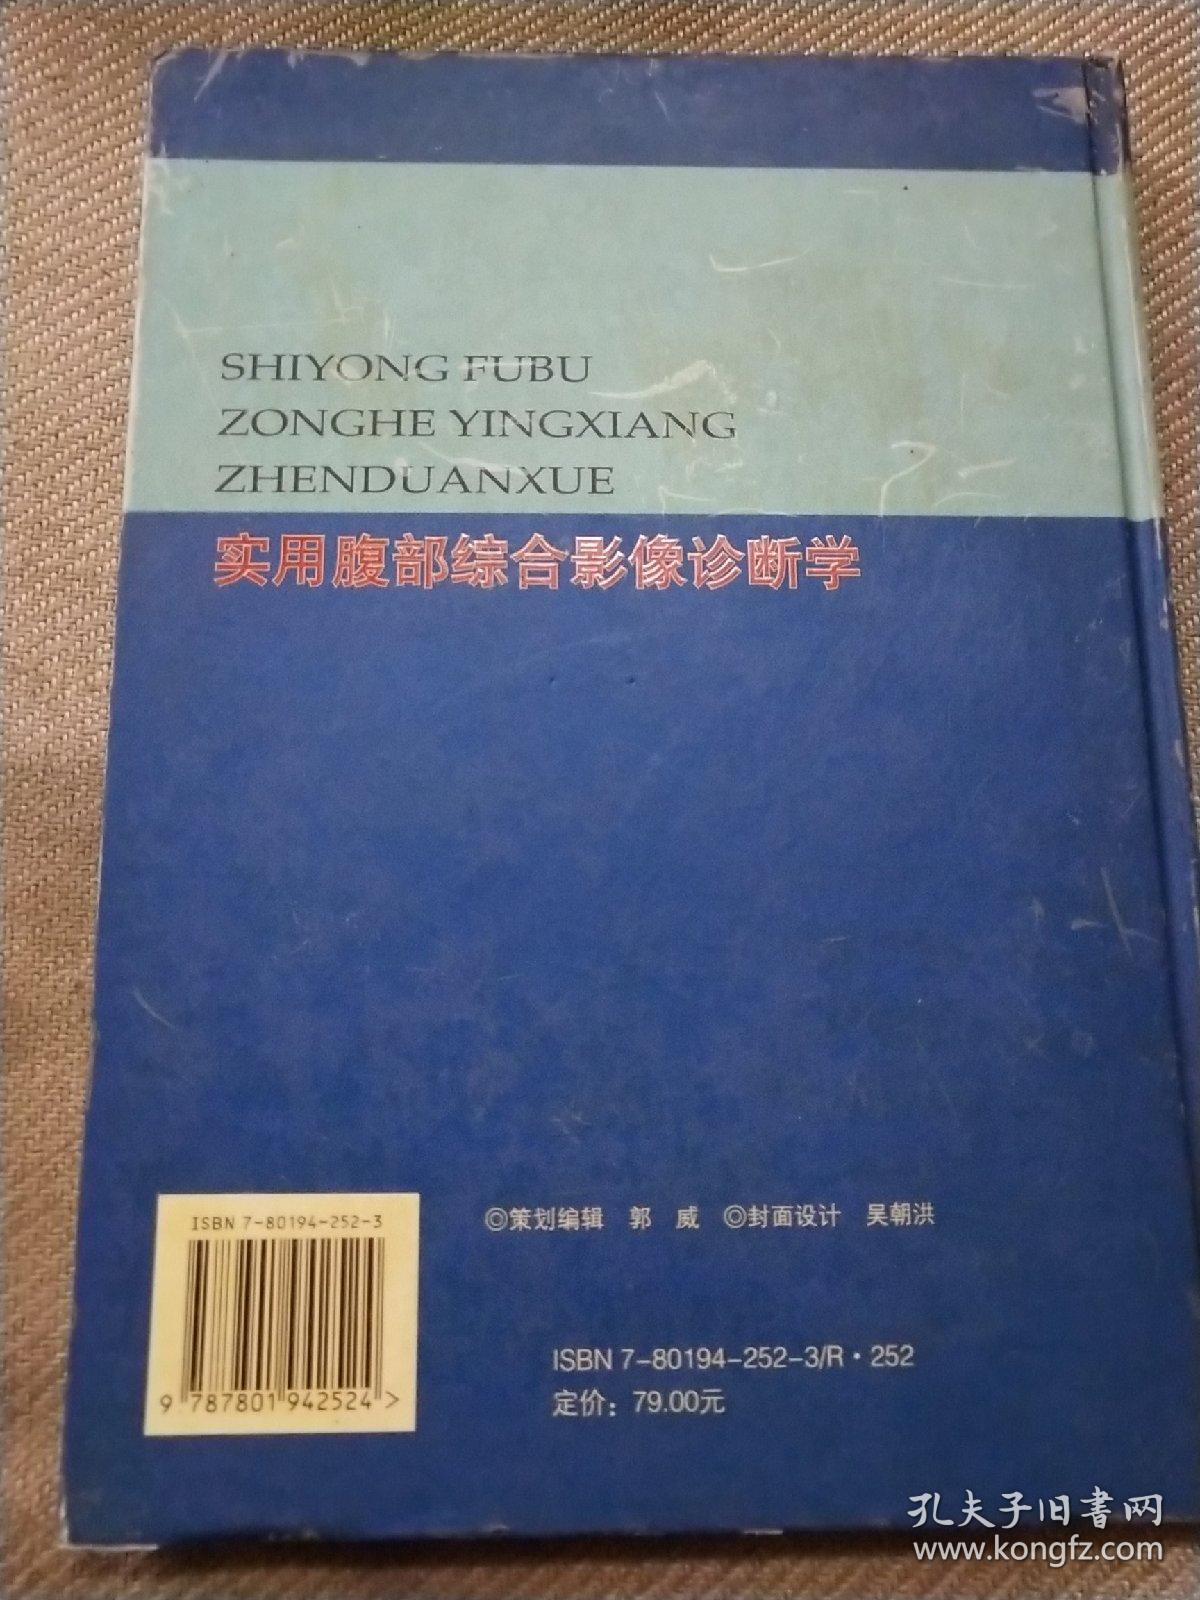 SHIYONG FUBU
ZONGHE YINGXIANG
ZHENDUANXUE
实用腹部综合影像诊断学
ISBN 7-80194-252-3
9 787801 942524 >
◎策划编辑 郭 威 ◎封面设计 吴朝洪
ISBN 7-80194-252-3/R·252
定价：79.00元
孔夫子旧书网
www.kongfz.com